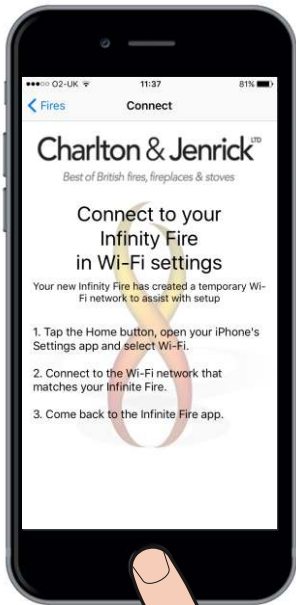 ●●●○○ O2-UK 11:37 81%
Fires Connect
Charlton & Jenrick LTD
Best of British fires, fireplaces & stoves
Connect to your
Infinity Fire
in Wi-Fi settings
Your new Infinity Fire has created a temporary Wi-
Fi network to assist with setup
1. Tap the Home button, open your iPhone's
Settings app and select Wi-Fi.
2. Connect to the Wi-Fi network that
matches your Infinite Fire.
3. Come back to the Infinite Fire app.